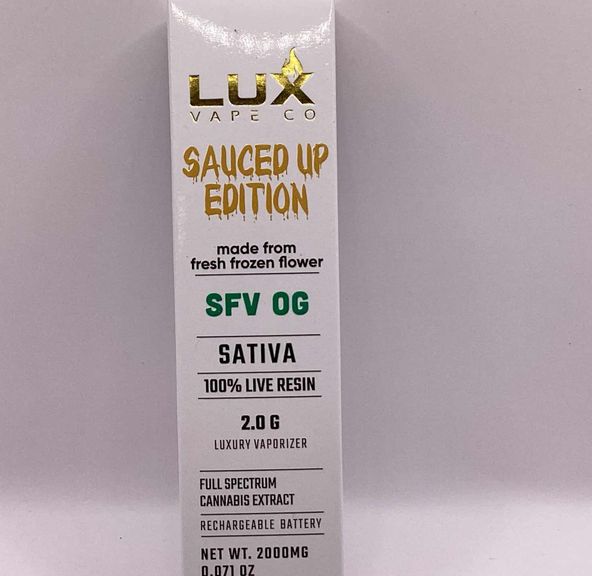 LUX
VAPE CO
SAUCED UP
EDITION
made from
fresh frozen flower
SFV OG
SATIVA
100% LIVE RESIN
2.0 G
LUXURY VAPORIZER
FULL SPECTRUM
CANNABIS EXTRACT
RECHARGEABLE BATTERY
NET WT. 2000MG
0.071 OZ